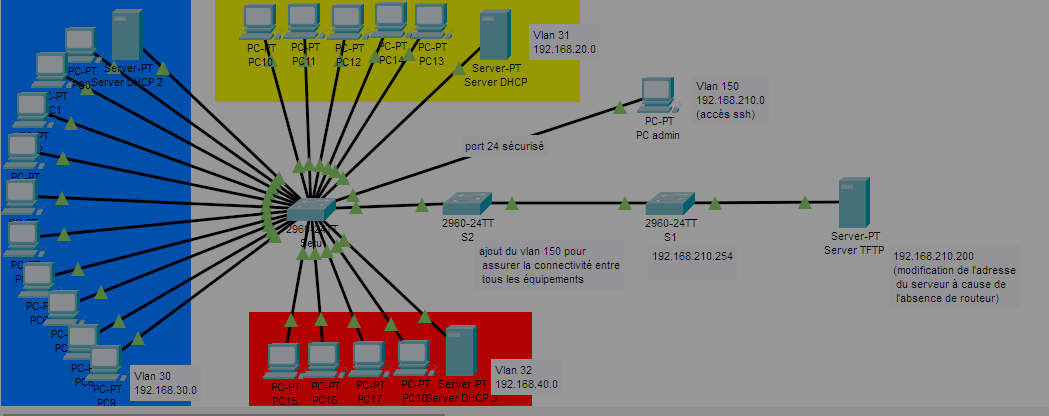 PC-PT
PC0
Server-PT
Server DHCP 2
PC-PT
PC1
PC-PT
PC-PT
PC-PT
PC-PT
PC-PT
PC-PT
PC9
Vlan 30
192.168.30.0
PC-PT
PC10
PC-PT
PC11
PC-PT
PC12
PC-PT
PC14
PC-PT
PC13
Server-PT
Server DHCP
Vlan 31
192.168.20.0
PC-PT
PC admin
Vlan 150
192.168.210.0
(accès ssh)
port 24 sécurisé
2960-24TT
2960-24TT
S2
ajout du vlan 150 pour
assurer la connectivité entre
tous les équipements
2960-24TT
S1
192.168.210.254
Server-PT
Server TFTP
192.168.210.200
(modification de l'adresse
du serveur à cause de
l'absence de routeur)
PC-PT
PC15
PC-PT
PC16
PC-PT
PC17
PC-PT
PC18
Server-PT
Server DHCP 3
Vlan 32
192.168.40.0